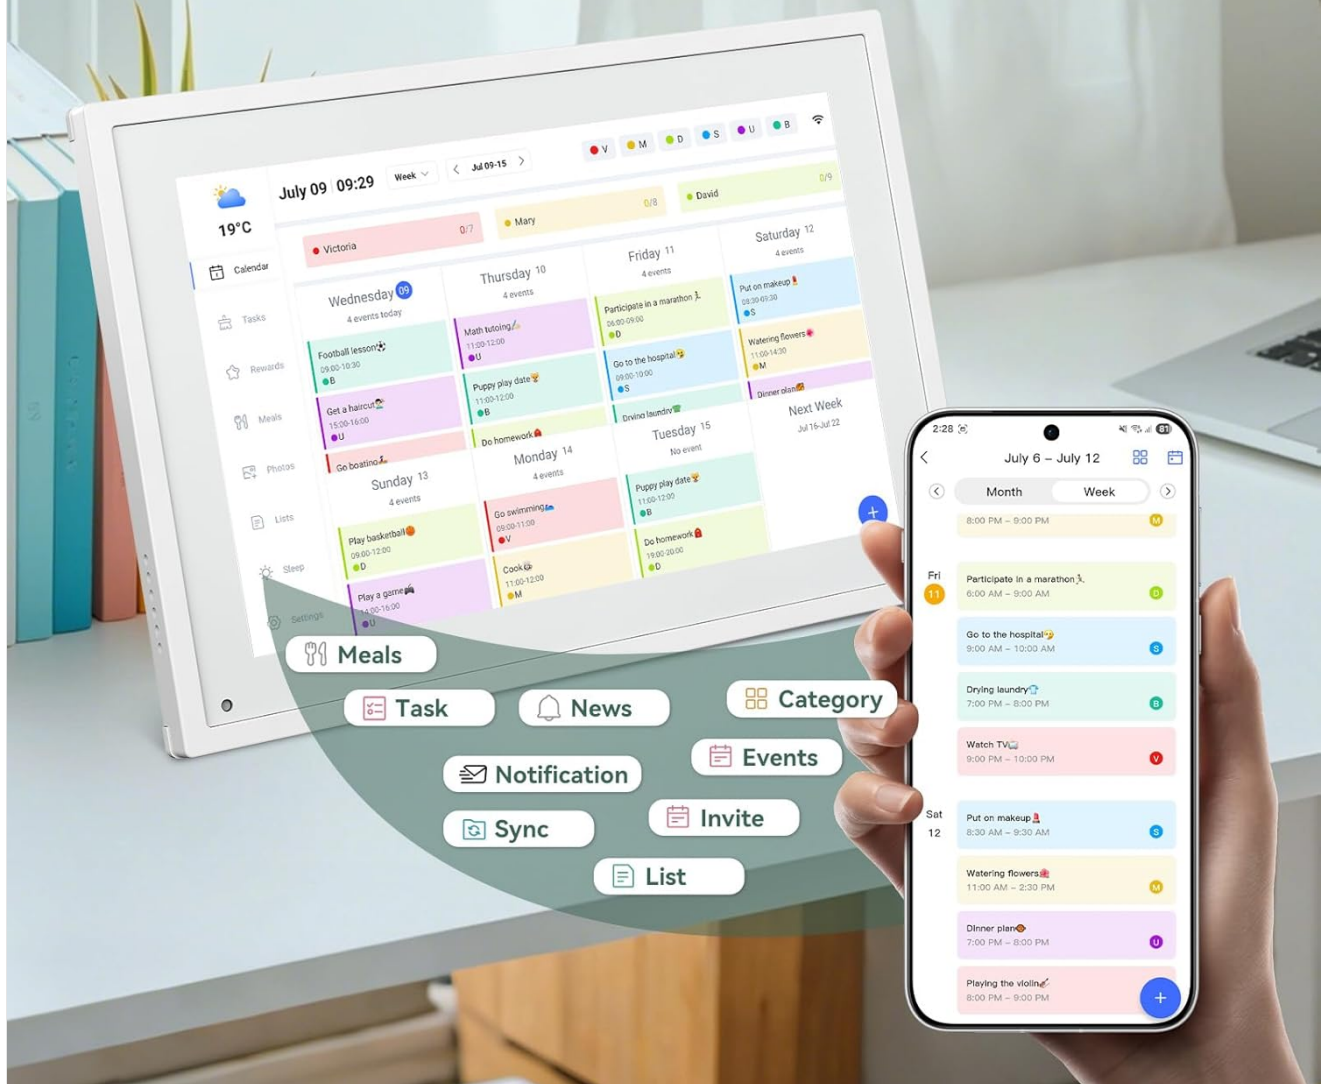 July 09 | 09:29
Week
Jul 09-15
V
M
D
S
U
B
19°C
Victoria
0/7
Mary
0/8
David
0/9
Calendar
Tasks
Rewards
Meals
Photos
Lists
Sleep
Settings
Wednesday 09
4 events today
Football lesson
09:00-10:30
B
Get a haircut
15:00-16:00
U
Go boating
Thursday 10
4 events
Math tutoing
11:00-12:00
U
Puppy play date
11:00-12:00
B
Do homework
Friday 11
4 events
Participate in a marathon
06:00-09:00
D
Go to the hospital
09:00-10:00
S
Drving laundry
Saturday 12
4 events
Put on makeup
08:30-09:30
S
Watering flowers
11:00-14:30
M
Dinner plan
Sunday 13
4 events
Play basketball
09:00-12:00
D
Play a game
14:00-16:00
U
Monday 14
4 events
Go swimming
09:00-11:00
V
Cook
11:00-12:00
M
Tuesday 15
No event
Puppy play date
11:00-12:00
B
Do homework
19:00-20:00
D
Next Week
Jul 16-Jul 22
+
Meals
Task
News
Category
Notification
Events
Sync
Invite
List
2:28
61
July 6 – July 12
Month
Week
8:00 PM – 9:00 PM
M
Fri
11
Participate in a marathon
6:00 AM – 9:00 AM
D
Go to the hospital
9:00 AM – 10:00 AM
S
Drying laundry
7:00 PM – 8:00 PM
B
Watch TV
9:00 PM – 10:00 PM
V
Sat
12
Put on makeup
8:30 AM – 9:30 AM
S
Watering flowers
11:00 AM – 2:30 PM
M
Dinner plan
7:00 PM – 8:00 PM
U
Playing the violin
8:00 PM – 9:00 PM
+